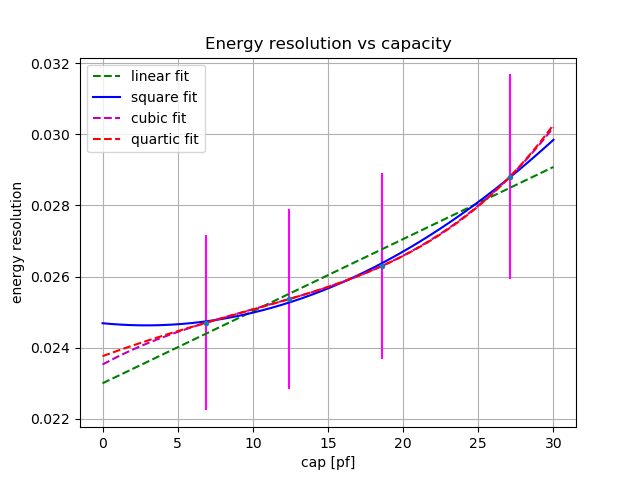 Energy resolution vs capacity
linear fit
square fit
cubic fit
quartic fit
energy resolution
0.032
0.030
0.028
0.026
0.024
0.022
0 5 10 15 20 25 30
cap [pf]